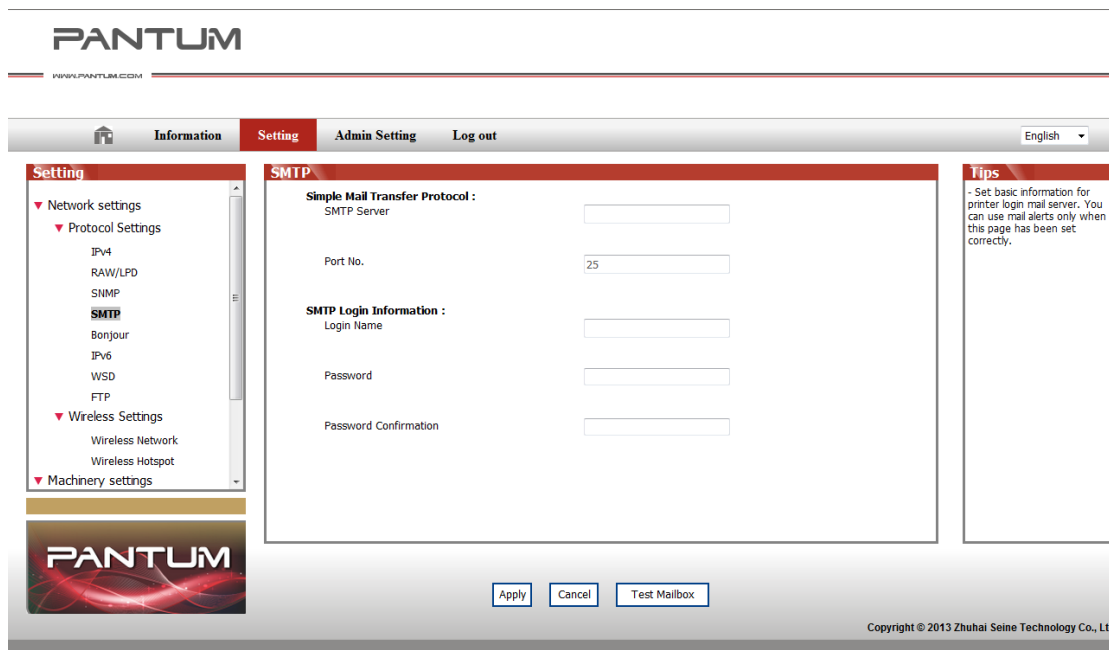 PANTUM
WWW.PANTUM.COM
Information Setting Admin Setting Log out English
Setting
Network settings
Protocol Settings
IPv4
RAW/LPD
SNMP
SMTP
Bonjour
IPv6
WSD
FTP
Wireless Settings
Wireless Network
Wireless Hotspot
Machinery settings
PANTUM
SMTP
Simple Mail Transfer Protocol :
SMTP Server
Port No. 25
SMTP Login Information :
Login Name
Password
Password Confirmation
Apply Cancel Test Mailbox
Tips
- Set basic information for
printer login mail server. You
can use mail alerts only when
this page has been set
correctly.
Copyright © 2013 Zhuhai Seine Technology Co., Lt